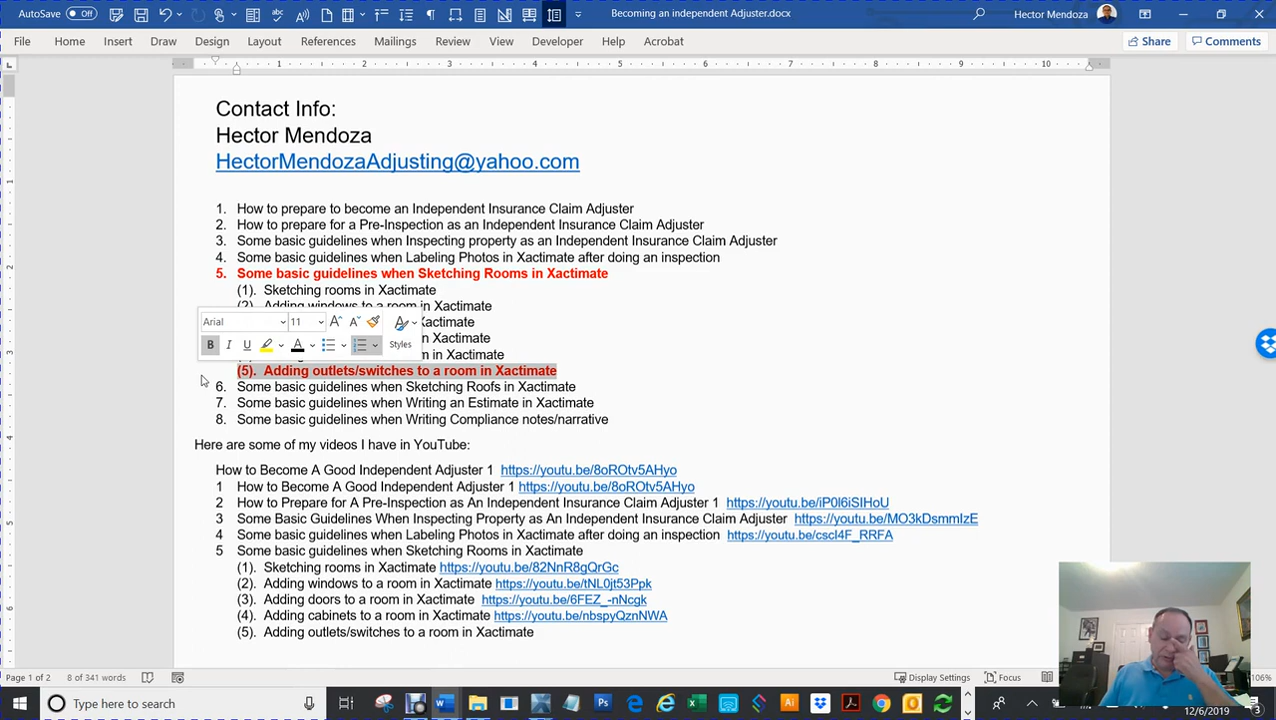 AutoSave Off Becoming an independent Adjuster.docx Hector Mendoza
File Home Insert Draw Design Layout References Mailings Review View Developer Help Acrobat Share Comments
1 2 3 4 5 6 7 8 9 10
Contact Info:
Hector Mendoza
HectorMendozaAdjusting@yahoo.com
1. How to prepare to become an Independent Insurance Claim Adjuster
2. How to prepare for a Pre-Inspection as an Independent Insurance Claim Adjuster
3. Some basic guidelines when Inspecting property as an Independent Insurance Claim Adjuster
4. Some basic guidelines when Labeling Photos in Xactimate after doing an inspection
5. Some basic guidelines when Sketching Rooms in Xactimate
(1). Sketching rooms in Xactimate
(2). Adding windows to a room in Xactimate
Arial 11 Xactimate
B I U A Styles n Xactimate
m in Xactimate
(5). Adding outlets/switches to a room in Xactimate
6. Some basic guidelines when Sketching Roofs in Xactimate
7. Some basic guidelines when Writing an Estimate in Xactimate
8. Some basic guidelines when Writing Compliance notes/narrative
Here are some of my videos I have in YouTube:
How to Become A Good Independent Adjuster 1 https://youtu.be/8oROtv5AHyo
1 How to Become A Good Independent Adjuster 1 https://youtu.be/8oROtv5AHyo
2 How to Prepare for A Pre-Inspection as An Independent Insurance Claim Adjuster 1 https://youtu.be/iP0I6iSIHoU
3 Some Basic Guidelines When Inspecting Property as An Independent Insurance Claim Adjuster https://youtu.be/MO3kDsmmIzE
4 Some basic guidelines when Labeling Photos in Xactimate after doing an inspection https://youtu.be/cscI4F_RRFA
5 Some basic guidelines when Sketching Rooms in Xactimate
(1). Sketching rooms in Xactimate https://youtu.be/82NnR8gQrGc
(2). Adding windows to a room in Xactimate https://youtu.be/tNL0jt53Ppk
(3). Adding doors to a room in Xactimate https://youtu.be/6FEZ_-nNcgk
(4). Adding cabinets to a room in Xactimate https://youtu.be/nbspyQznNWA
(5). Adding outlets/switches to a room in Xactimate
Page 1 of 2 8 of 341 words Display Settings Focus 106%
Type here to search
12/6/2019